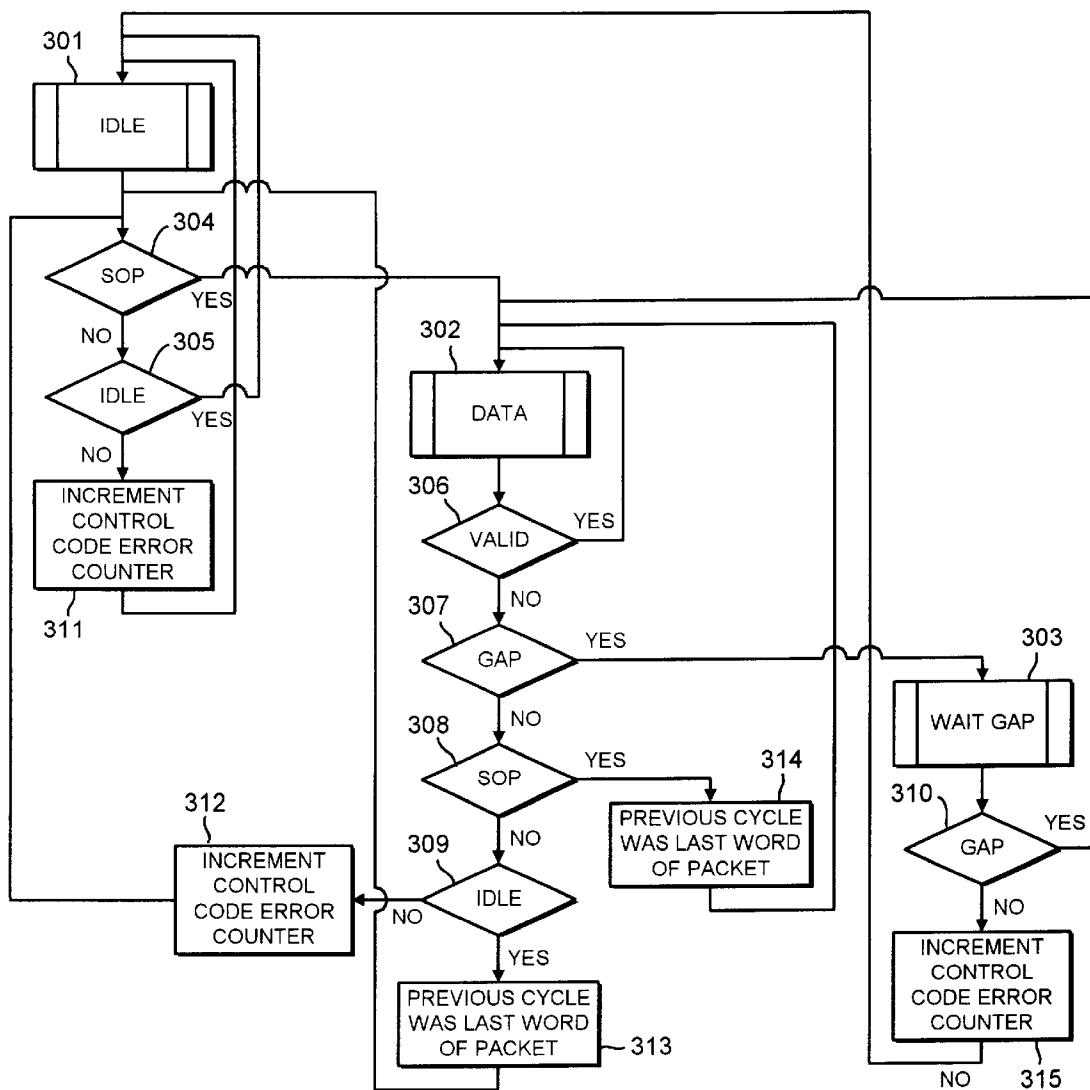 301
IDLE
304
SOP
YES
NO
305
IDLE
YES
NO
INCREMENT
CONTROL
CODE ERROR
COUNTER
311
302
DATA
306
VALID
YES
NO
307
GAP
YES
NO
308
SOP
YES
NO
314
PREVIOUS CYCLE
WAS LAST WORD
OF PACKET
309
IDLE
NO
YES
312
INCREMENT
CONTROL
CODE ERROR
COUNTER
PREVIOUS CYCLE
WAS LAST WORD
OF PACKET
313
303
WAIT GAP
310
GAP
YES
NO
INCREMENT
CONTROL
CODE ERROR
COUNTER
NO
315